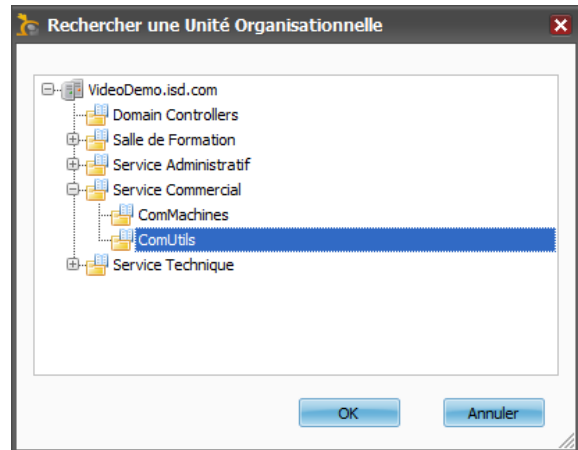 Rechercher une Unité Organisationnelle
VideoDemo.isd.com
Domain Controllers
Salle de Formation
Service Administratif
Service Commercial
ComMachines
ComUtils
Service Technique
OK Annuler